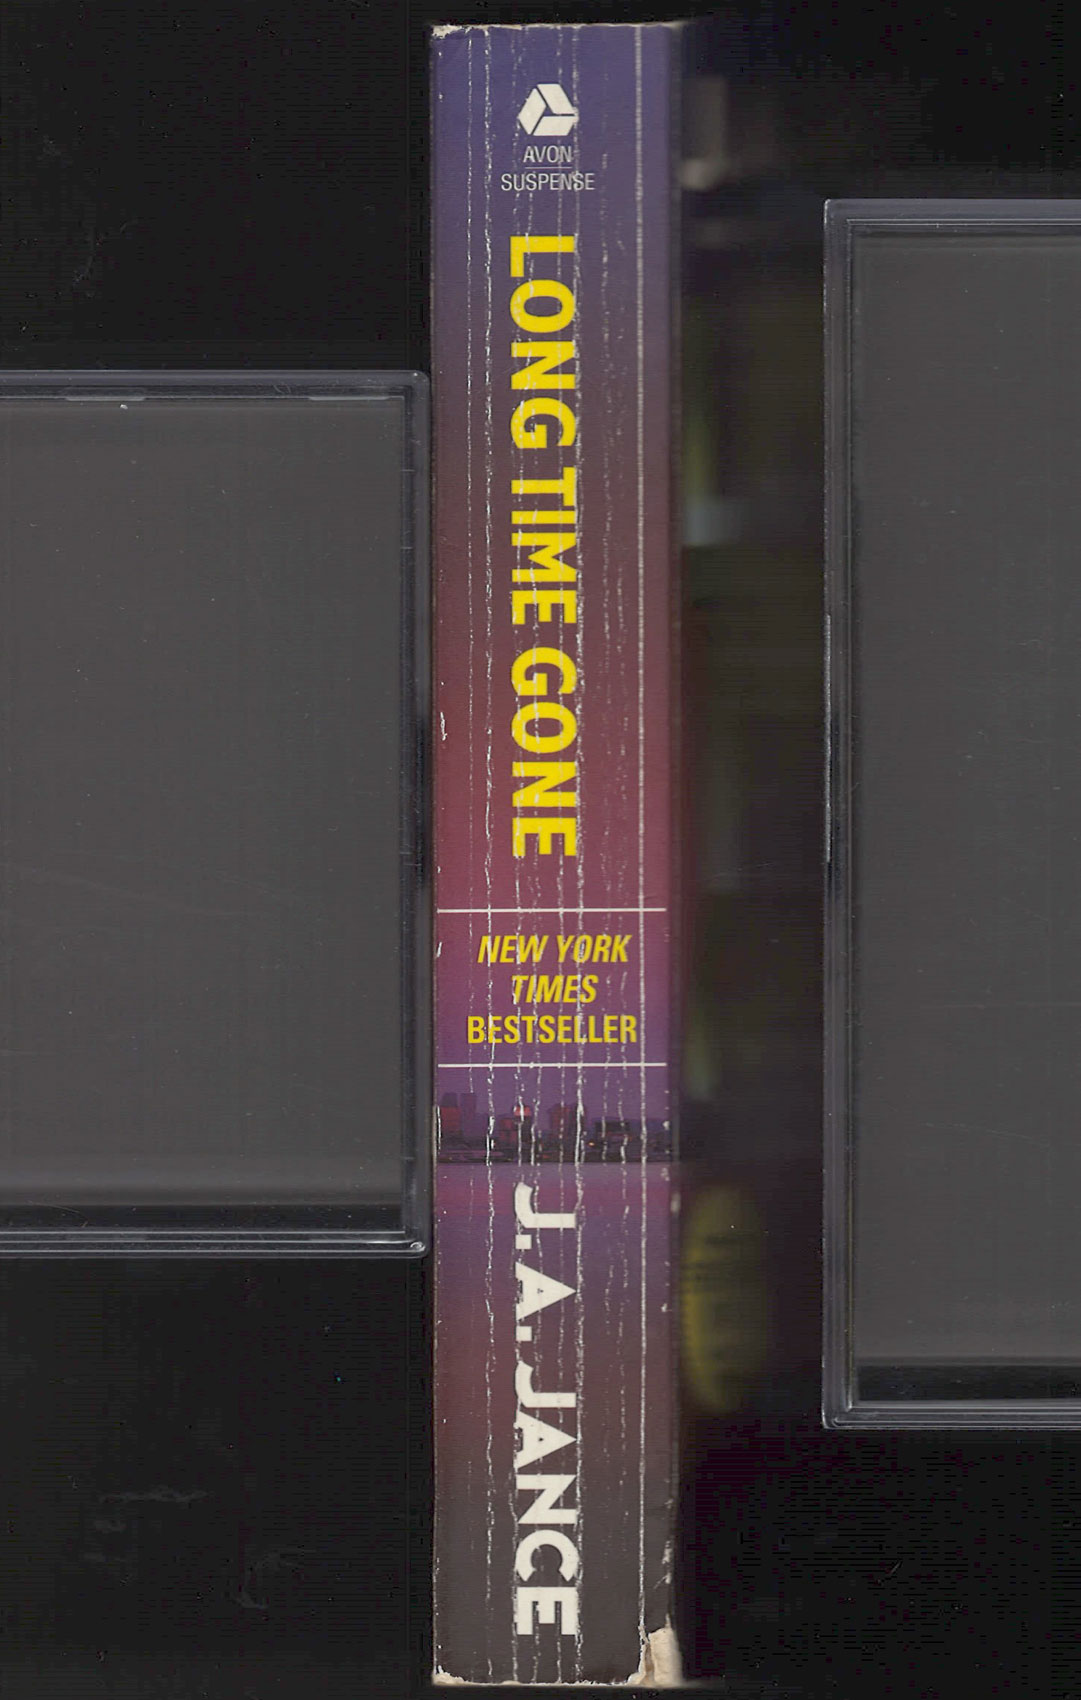 AVON
SUSPENSE
LONG TIME GONE
NEW YORK
TIMES
BESTSELLER
J.A. JANCE